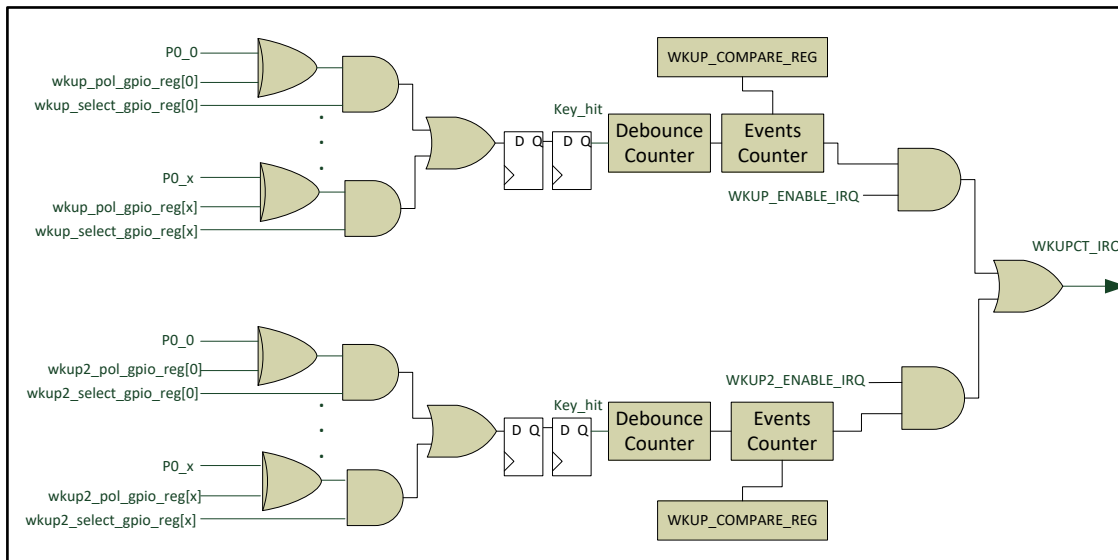 P0_0
wkup_pol_gpio_reg[0]
wkup_select_gpio_reg[0]
P0_x
wkup_pol_gpio_reg[x]
wkup_select_gpio_reg[x]
D Q
D Q
Key_hit
Debounce
Counter
WKUP_COMPARE_REG
Events
Counter
WKUP_ENABLE_IRQ
WKUPCT_IRQ
P0_0
wkup2_pol_gpio_reg[0]
wkup2_select_gpio_reg[0]
P0_x
wkup2_pol_gpio_reg[x]
wkup2_select_gpio_reg[x]
D Q
D Q
Key_hit
Debounce
Counter
WKUP2_ENABLE_IRQ
Events
Counter
WKUP_COMPARE_REG